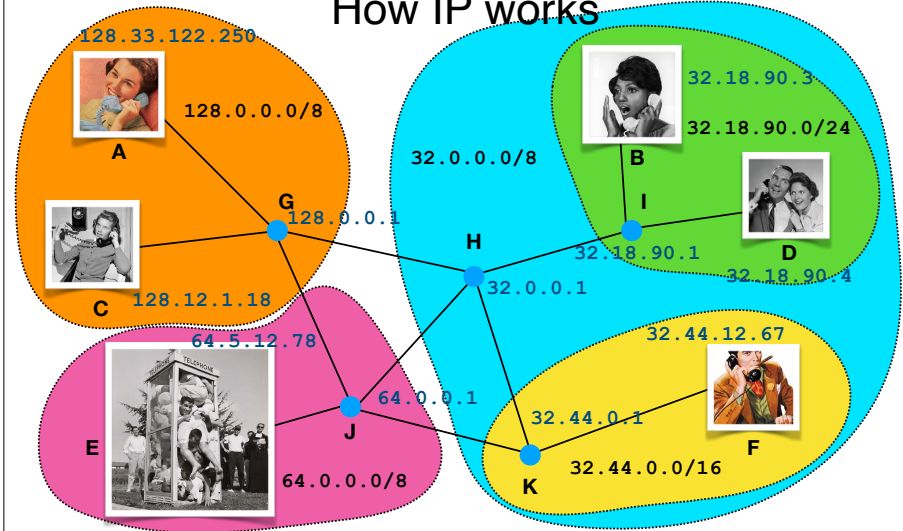 How IP works
128.33.122.250
A
128.0.0.0/8
G
128.0.0.1
C
128.12.1.18
32.0.0.0/8
H
32.0.0.1
32.18.90.3
32.18.90.0/24
B
I
32.18.90.1
D
32.18.90.4
64.5.12.78
TELEPHONE
TELEPHONE
E
J
64.0.0.1
64.0.0.0/8
32.44.12.67
32.44.0.1
F
32.44.0.0/16
K